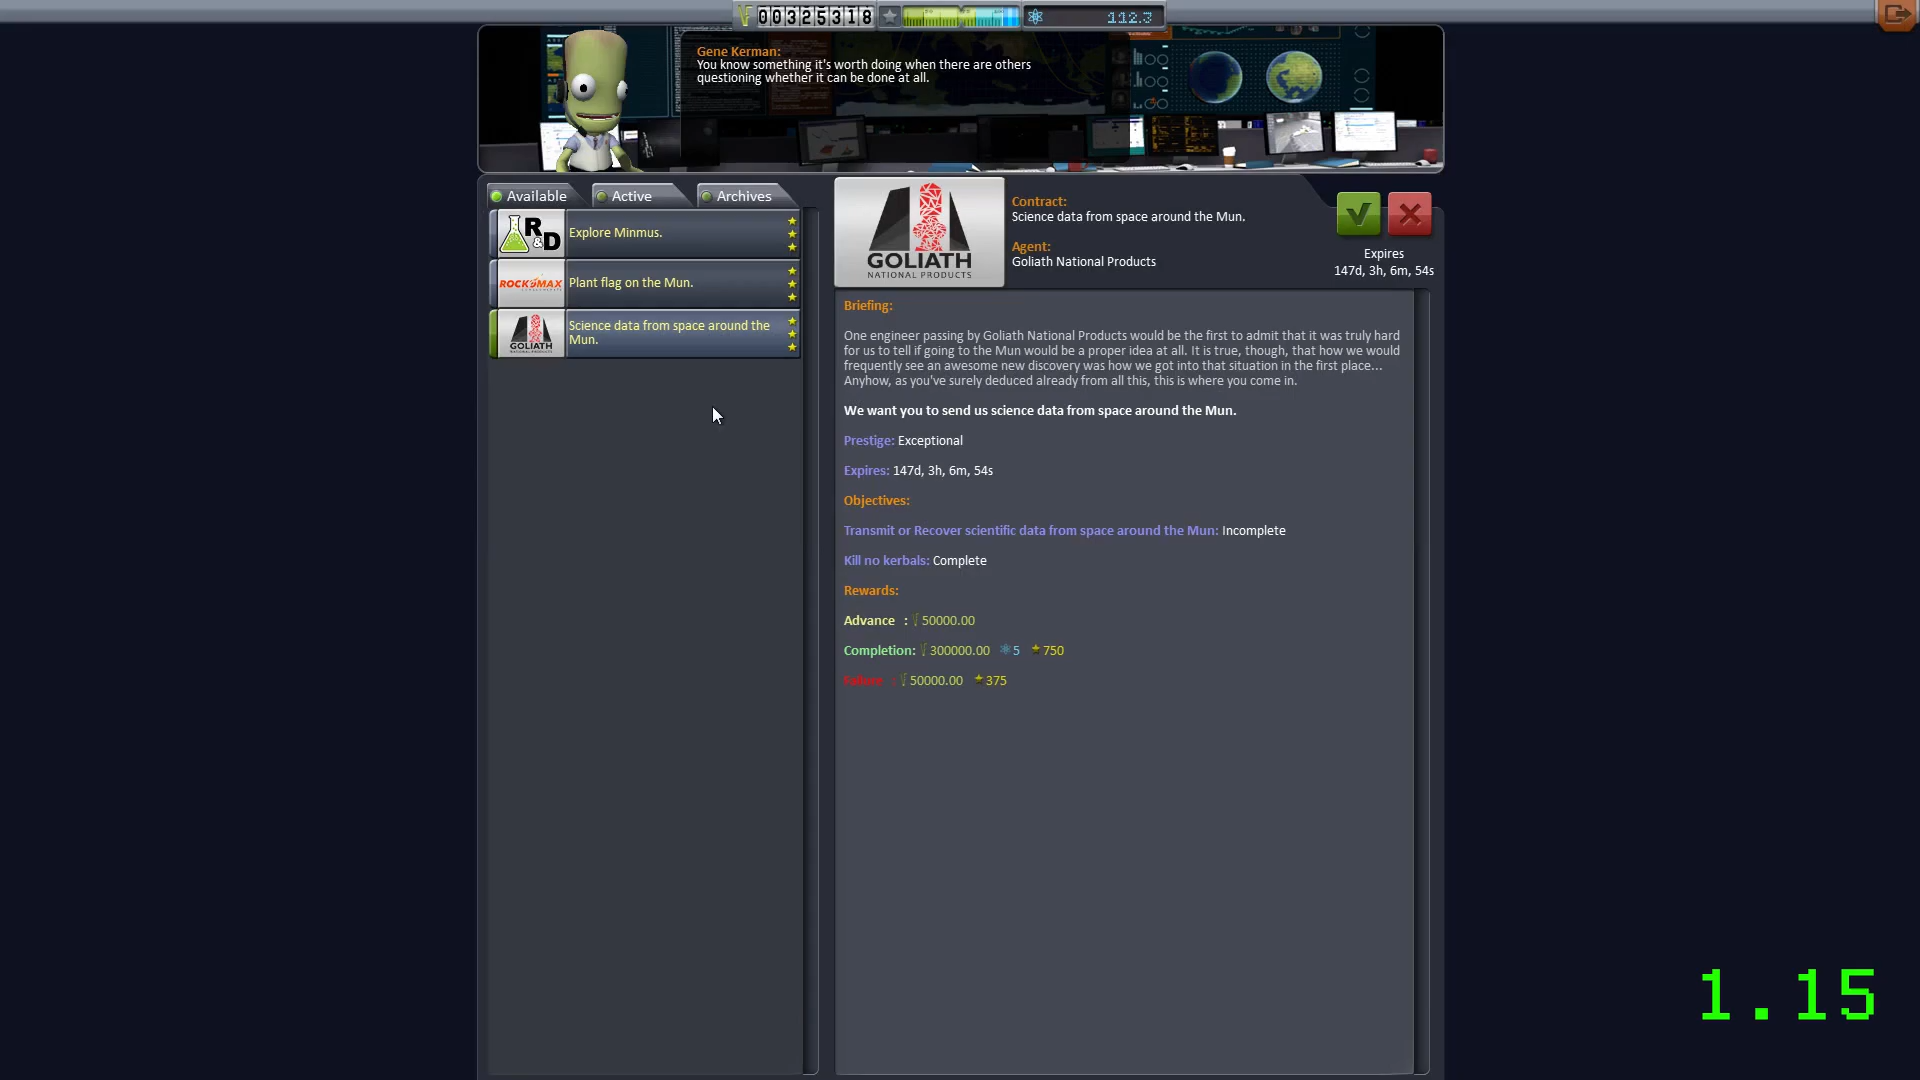 00325318
112.3
Gene Kerman:
You know something it's worth doing when there are others
questioning whether it can be done at all.
Available
Active
Archives
R&D
Explore Minmus.
ROCKOMAX
Plant flag on the Mun.
GOLIATH
NATIONAL PRODUCTS
Science data from space around the
Mun.
GOLIATH
NATIONAL PRODUCTS
Contract:
Science data from space around the Mun.
Agent:
Goliath National Products
Expires
147d, 3h, 6m, 54s
Briefing:
One engineer passing by Goliath National Products would be the first to admit that it was truly hard
for us to tell if going to the Mun would be a proper idea at all. It is true, though, that how we would
frequently see an awesome new discovery was how we got into that situation in the first place...
Anyhow, as you've surely deduced already from all this, this is where you come in.
We want you to send us science data from space around the Mun.
Prestige: Exceptional
Expires: 147d, 3h, 6m, 54s
Objectives:
Transmit or Recover scientific data from space around the Mun: Incomplete
Kill no kerbals: Complete
Rewards:
Advance : 50000.00
Completion: 300000.00 5 750
Failure : 50000.00 375
1.15